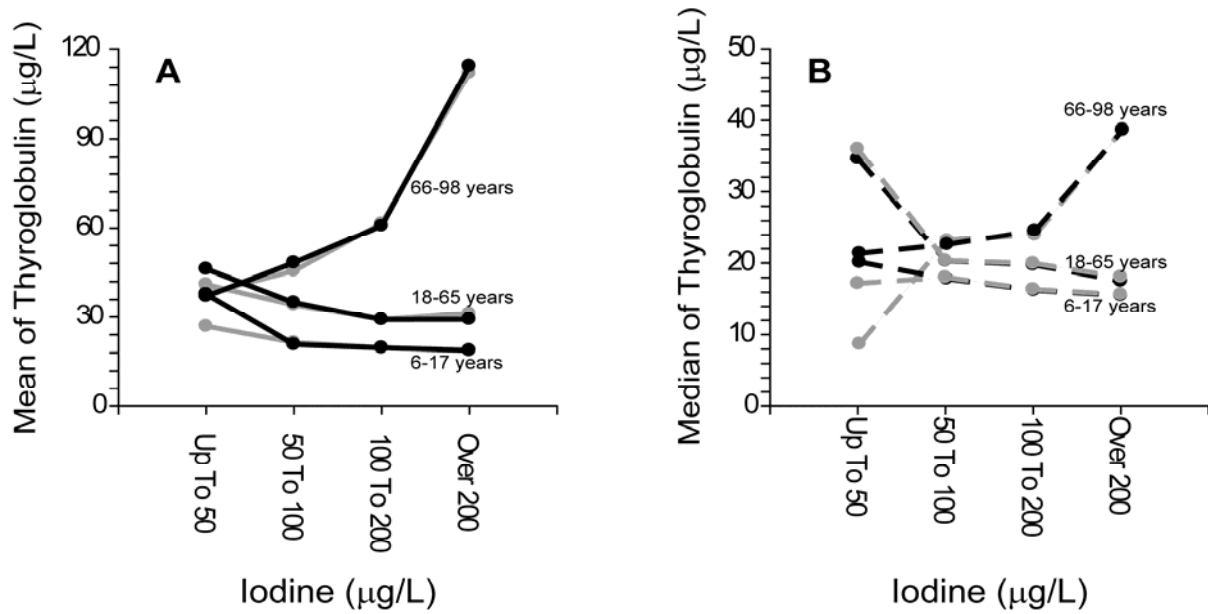 A
Mean of Thyroglobulin (µg/L)
120
90
60
30
0
66-98 years
18-65 years
6-17 years
Up To 50
50 To 100
100 To 200
Over 200
Iodine (µg/L)
B
Median of Thyroglobuliin (µg/L)
50
40
30
20
10
0
66-98 years
18-65 years
6-17 years
Up To 50
50 To 100
100 To 200
Over 200
Iodine (µg/L)